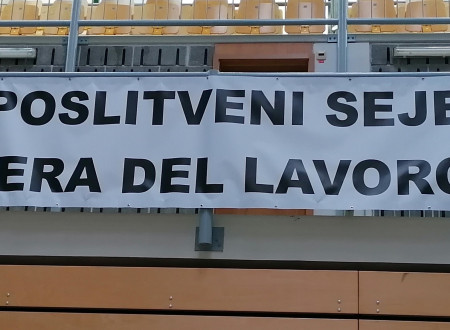 POSLITVENI SEJE
ERA DEL LAVORO